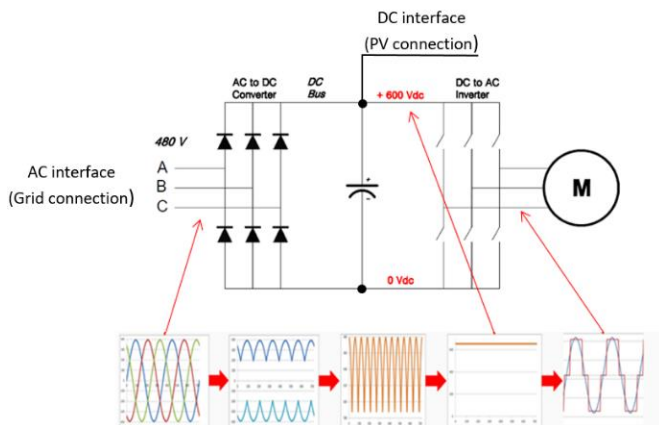 DC interface
(PV connection)
AC to DC
Converter
DC
Bus
+ 600 Vdc
DC to AC
Inverter
480 V
AC interface
(Grid connection)
A
B
C
+
-
M
0 Vdc